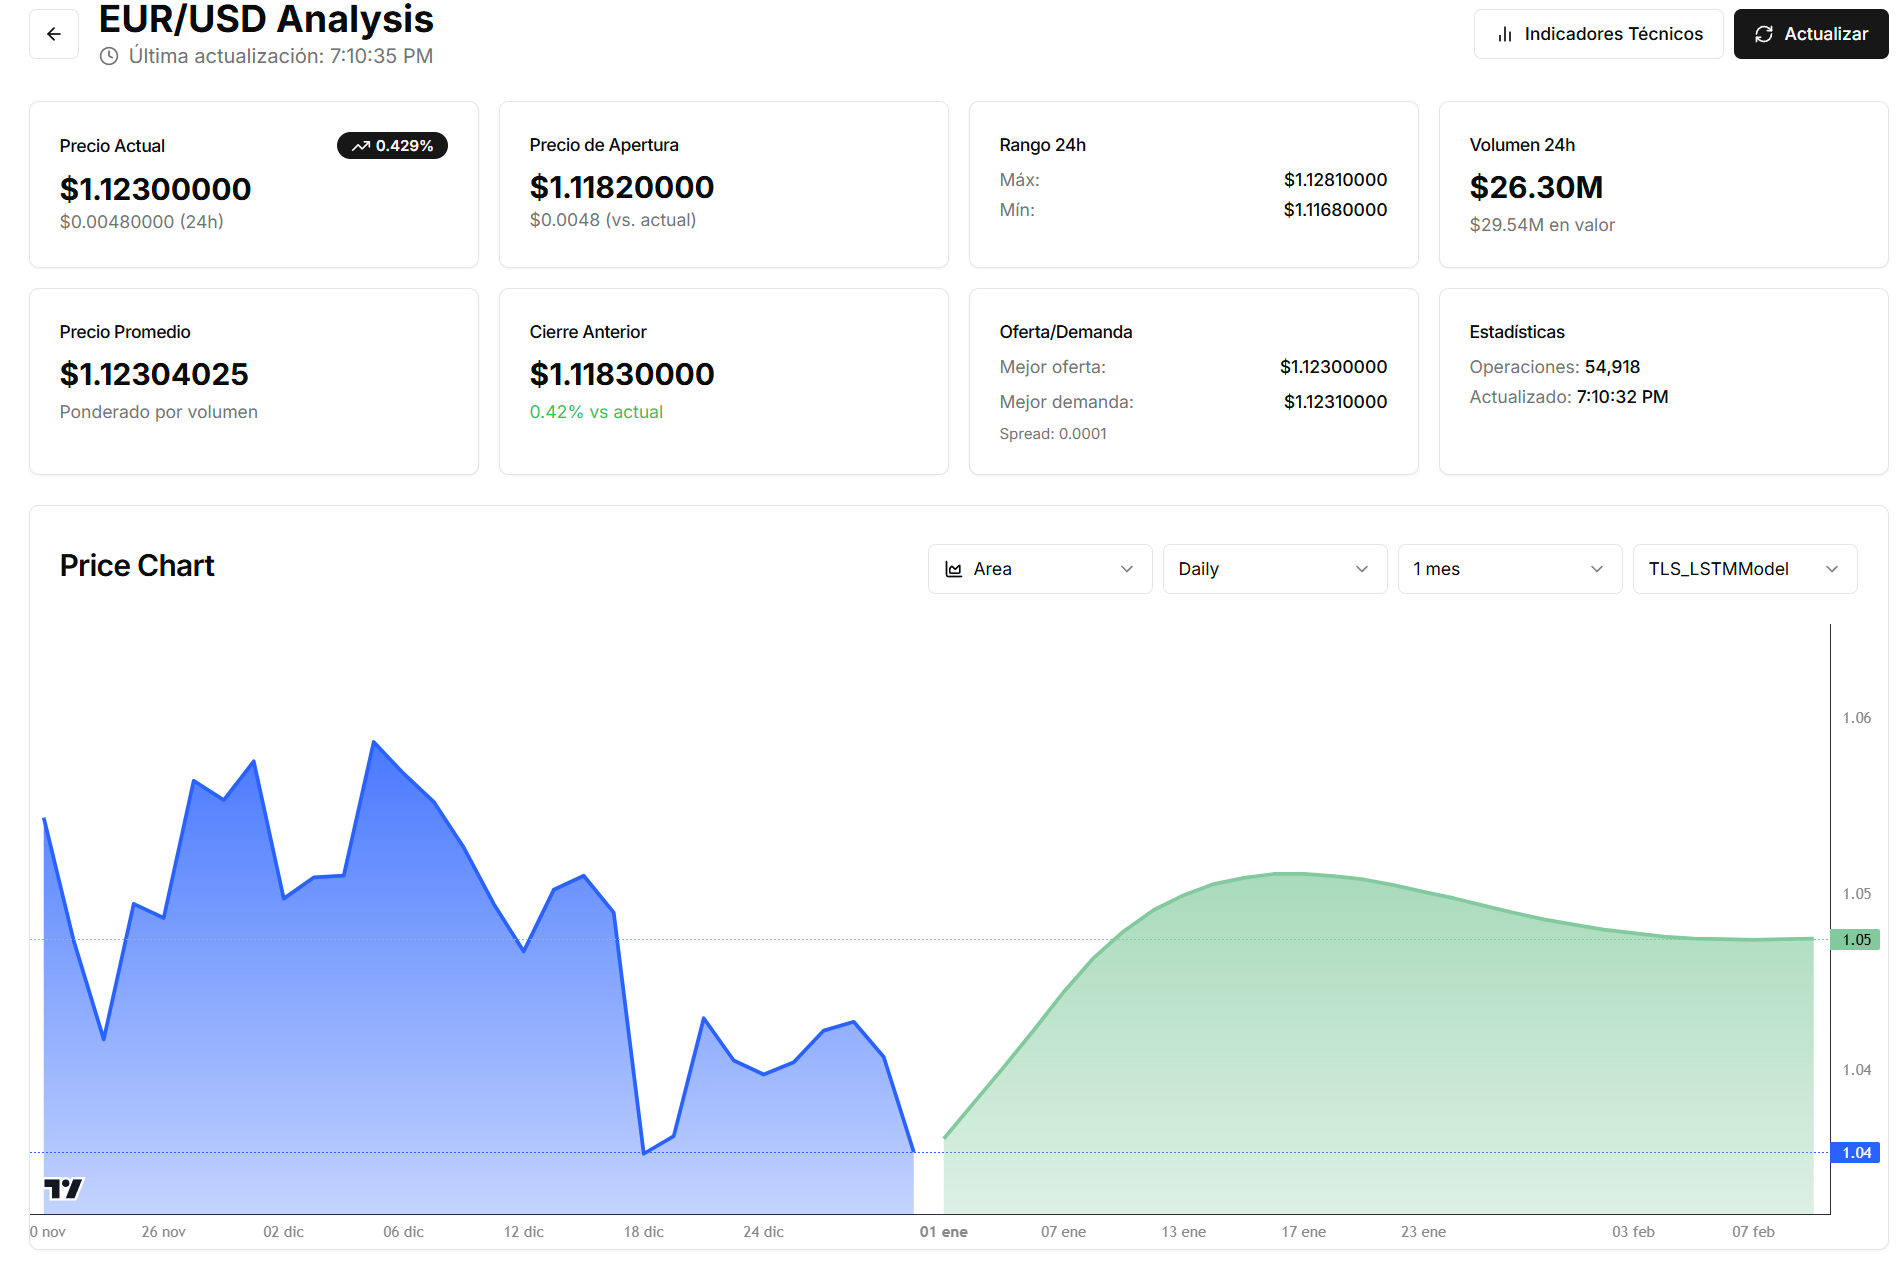 EUR/USD Analysis
Última actualización: 7:10:35 PM
Indicadores Técnicos
Actualizar
Precio Actual
0.429%
$1.12300000
$0.00480000 (24h)
Precio de Apertura
$1.11820000
$0.0048 (vs. actual)
Rango 24h
Máx: $1.12810000
Mín: $1.11680000
Volumen 24h
$26.30M
$29.54M en valor
Precio Promedio
$1.12304025
Ponderado por volumen
Cierre Anterior
$1.11830000
0.42% vs actual
Oferta/Demanda
Mejor oferta: $1.12300000
Mejor demanda: $1.12310000
Spread: 0.0001
Estadísticas
Operaciones: 54,918
Actualizado: 7:10:32 PM
Price Chart
Area
Daily
1 mes
TLS_LSTMModel
1.06
1.05
1.05
1.04
1.04
0 nov 26 nov 02 dic 06 dic 12 dic 18 dic 24 dic 01 ene 07 ene 13 ene 17 ene 23 ene 03 feb 07 feb